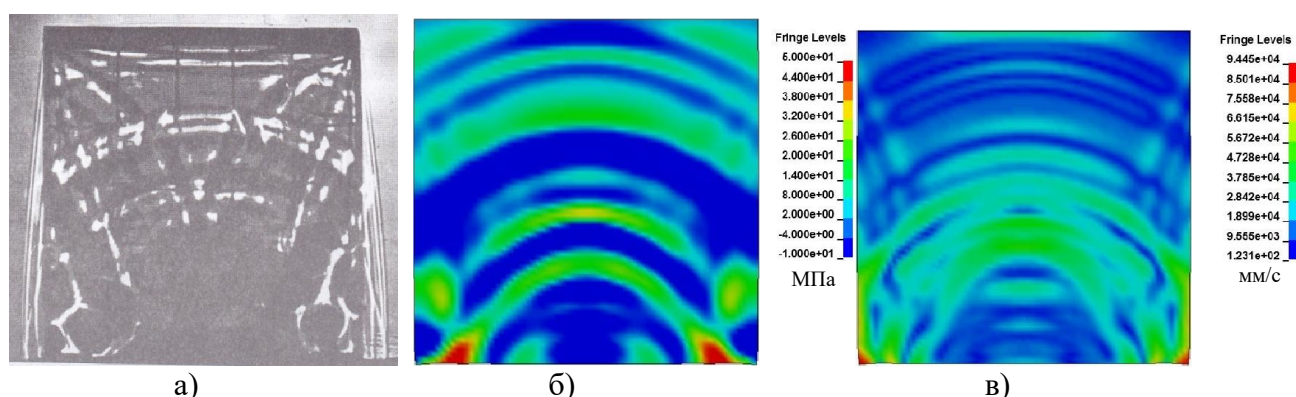 Fringe Levels
5.000e+01
4.400e+01
3.800e+01
3.200e+01
2.600e+01
2.000e+01
1.400e+01
8.000e+00
2.000e+00
-4.000e+00
-1.000e+01
МПа
Fringe Levels
9.445e+04
8.501e+04
7.558e+04
6.615e+04
5.672e+04
4.728e+04
3.785e+04
2.842e+04
1.899e+04
9.555e+03
1.231e+02
мм/с
а)
б)
в)